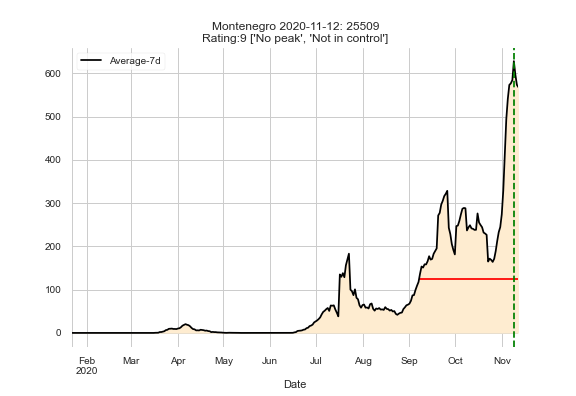 Montenegro 2020-11-12: 25509
Rating:9 ['No peak', 'Not in control']
Average-7d
600
500
400
300
200
100
0
Feb Mar Apr May Jun Jul Aug Sep Oct Nov
2020
Date